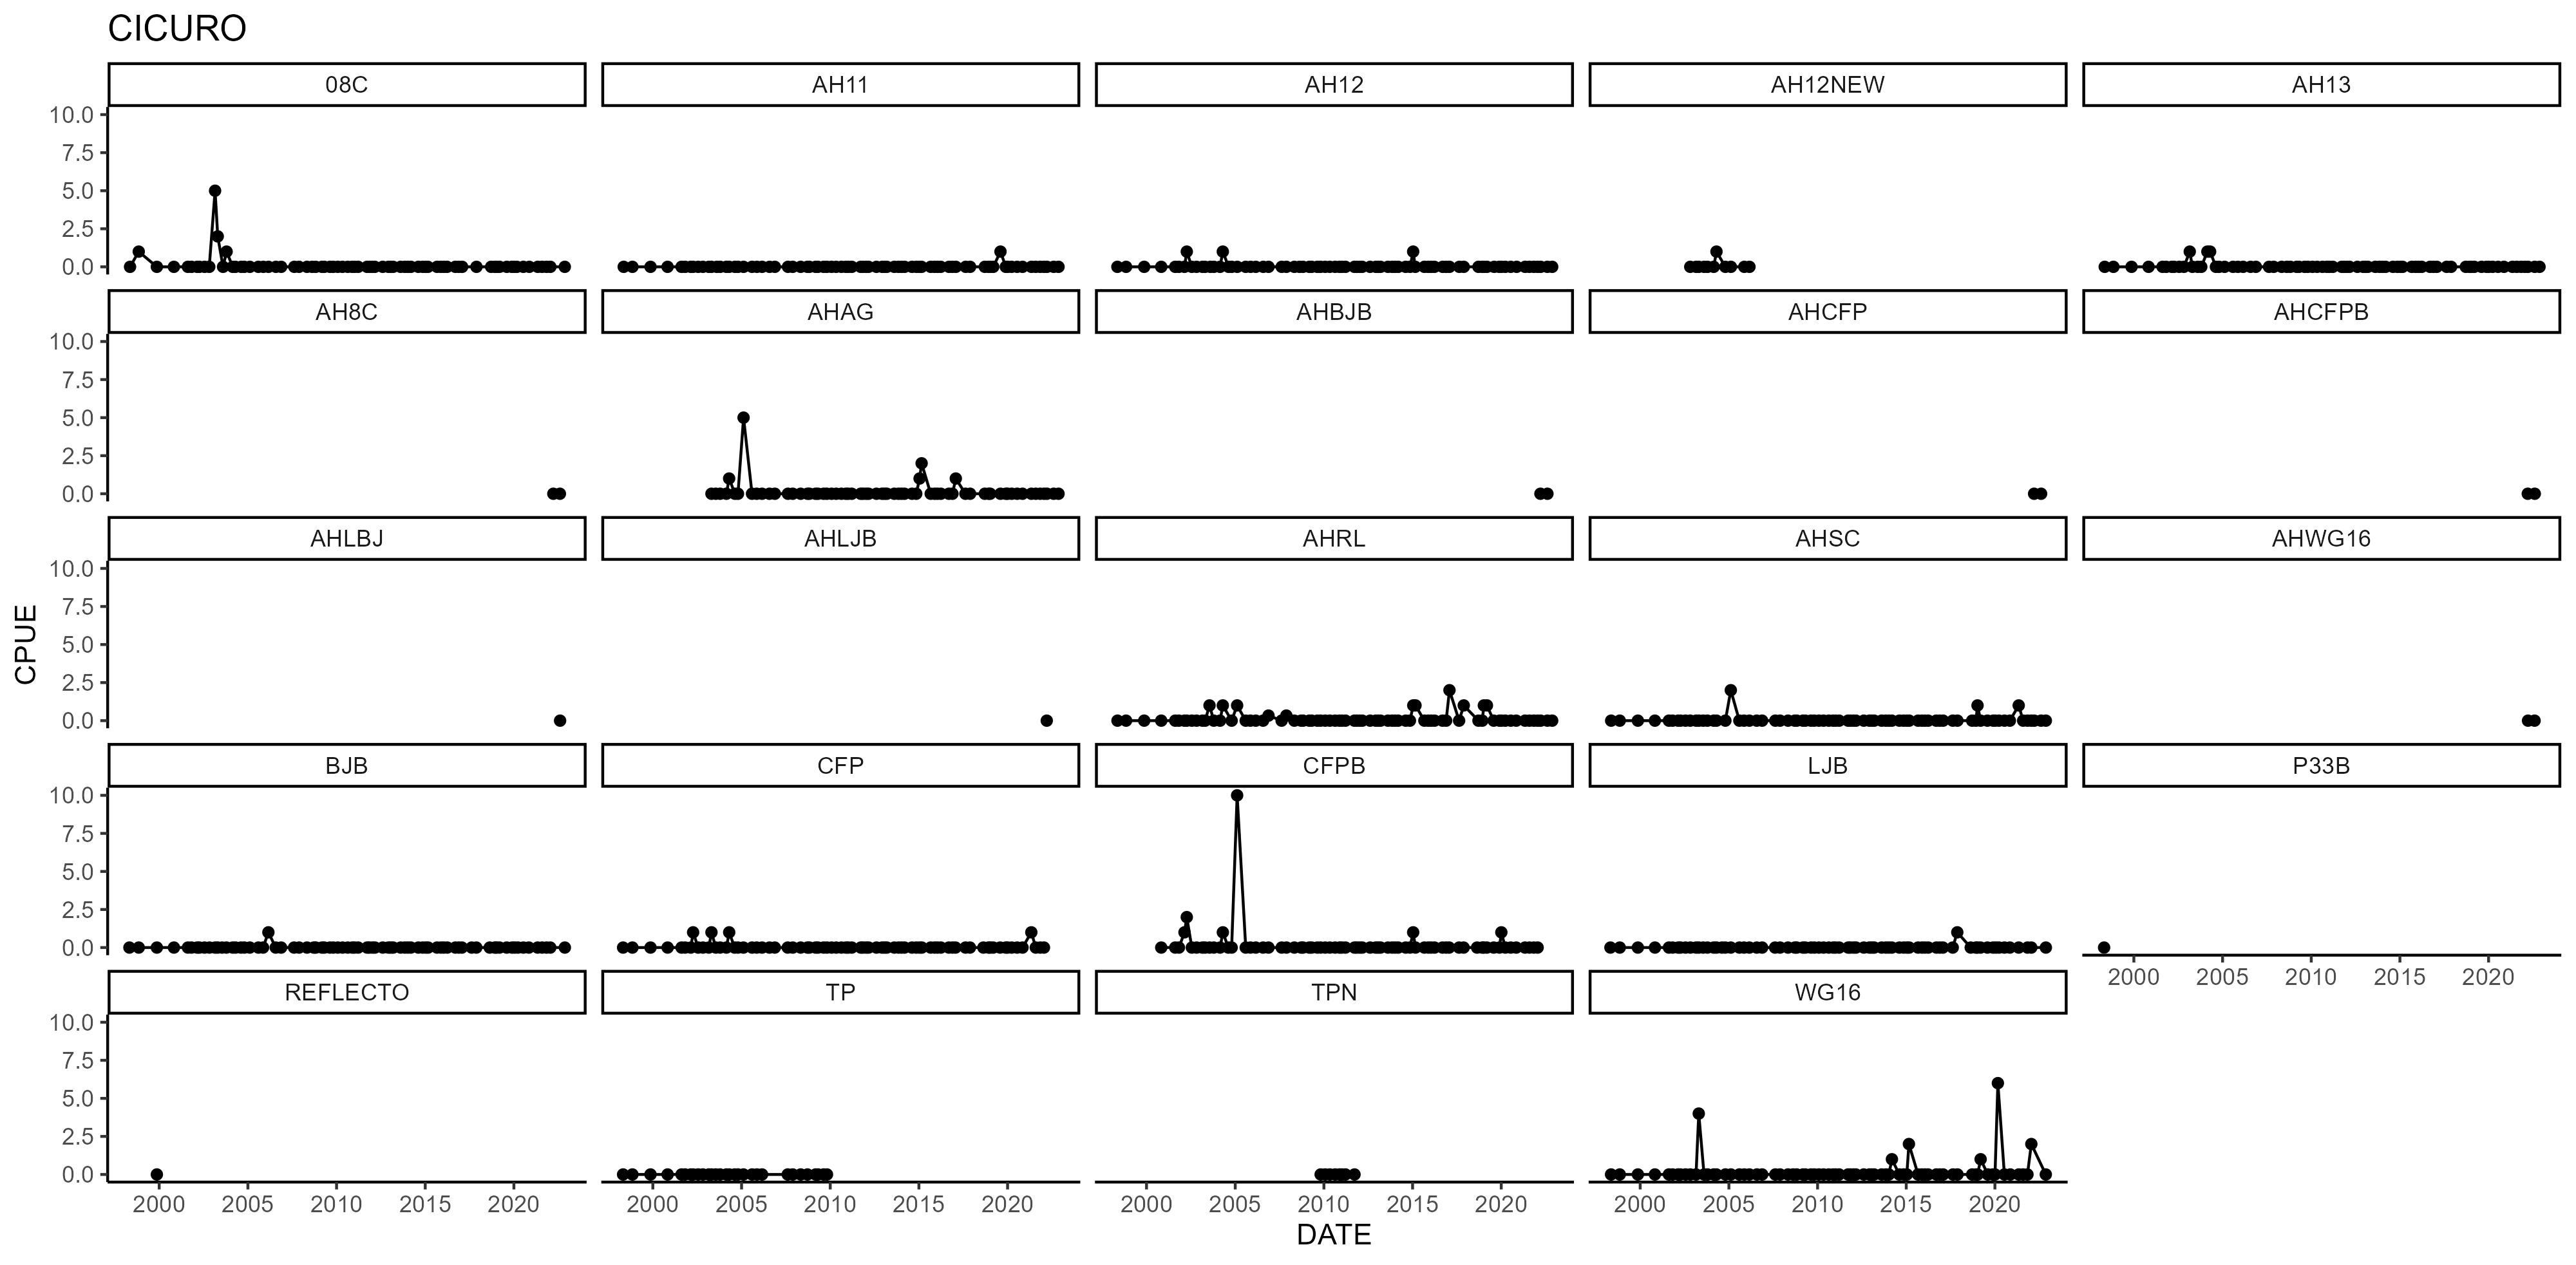 CICURO
08C AH11 AH12 AH12NEW AH13
10.0
7.5
5.0
2.5
0.0
AH8C AHAG AHBJB AHCFP AHCFPB
10.0
7.5
5.0
2.5
0.0
AHLBJ AHLJB AHRL AHSC AHWG16
10.0
7.5
5.0
2.5
0.0
CPUE
BJB CFP CFPB LJB P33B
10.0
7.5
5.0
2.5
0.0
2000 2005 2010 2015 2020
REFLECTO TP TPN WG16
10.0
7.5
5.0
2.5
0.0
2000 2005 2010 2015 2020 2000 2005 2010 2015 2020 2000 2005 2010 2015 2020 2000 2005 2010 2015 2020
DATE